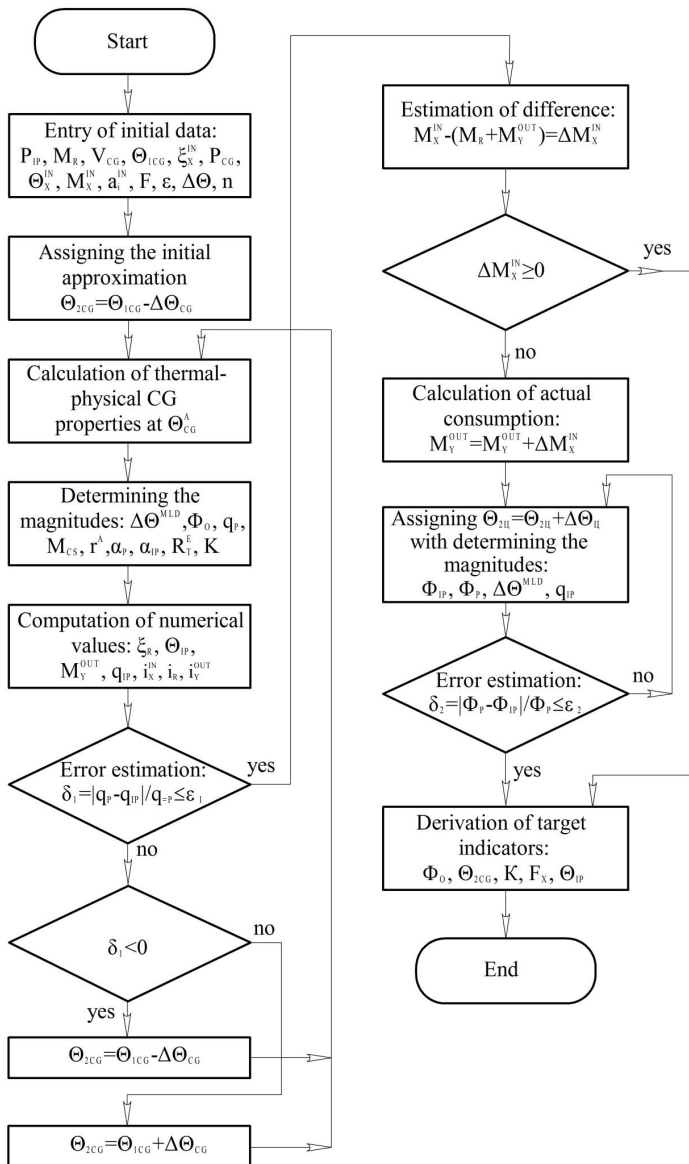 Start
Entry of initial data:
P_IP, M_R, V_CG, Θ_1CG, ξ_X^IN, P_CG,
Θ_X^IN, M_X^IN, a_i^IN, F, ε, ΔΘ, n
Assigning the initial
approximation
Θ_2CG=Θ_1CG-ΔΘ_CG
Calculation of thermal-
physical CG
properties at Θ_CG^A
Determining the
magnitudes: ΔΘ^MLD,Φ_O, q_P,
M_CS, r^A,α_P, α_IP, R_T^E, K
Computation of numerical
values: ξ_R, Θ_IP,
M_Y^OUT, q_IP, i_X^IN, i_R, i_Y^OUT
Error estimation:
δ_1=|q_P-q_IP|/q_=P≤ε_1
yes
no
δ_1<0
no
yes
Θ_2CG=Θ_1CG-ΔΘ_CG
Θ_2CG=Θ_1CG+ΔΘ_CG
Estimation of difference:
M_X^IN-(M_R+M_Y^OUT)=ΔM_X^IN
ΔM_X^IN≥0
yes
no
Calculation of actual
consumption:
M_Y^OUT=M_Y^OUT+ΔM_X^IN
Assigning Θ_2Ц=Θ_2Ц+ΔΘ_Ц
with determining the
magnitudes:
Φ_IP, Φ_P, ΔΘ^MLD, q_IP
Error estimation:
δ_2=|Φ_P-Φ_IP|/Φ_P≤ε_2
no
yes
Derivation of target
indicators:
Φ_O, Θ_2CG, K, F_X, Θ_IP
End